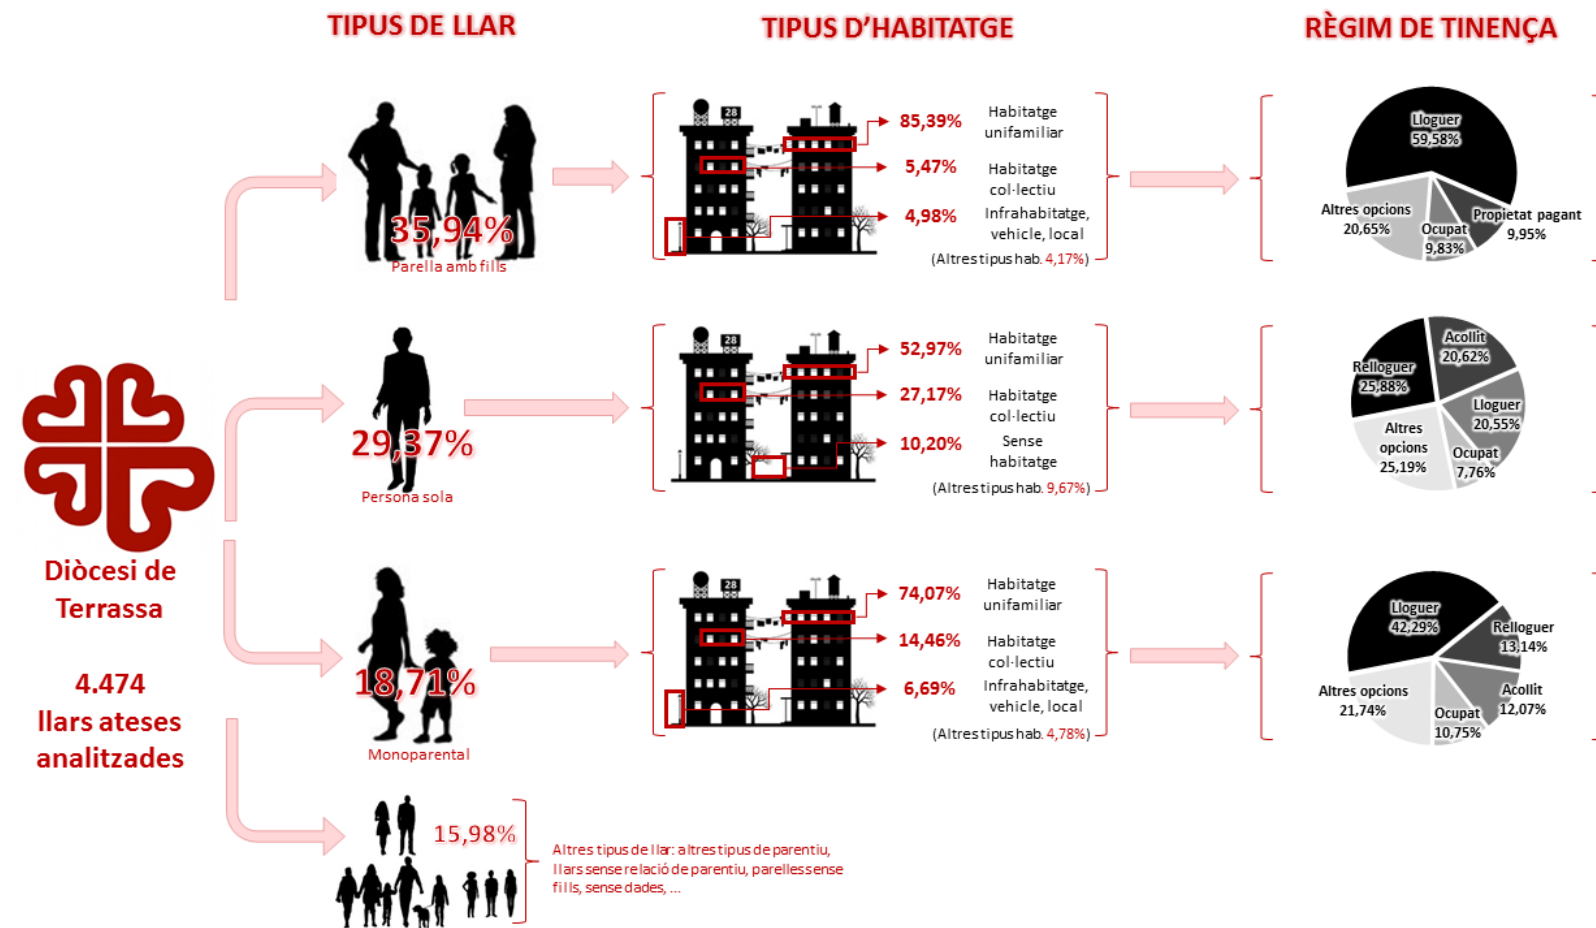 TIPUS DE LLAR
TIPUS D'HABITATGE
RÈGIM DE TINENÇA
Diòcesi de
Terrassa
4.474
llars ateses
analitzades
35,94%
Parella amb fills
28
85,39%
Habitatge
unifamiliar
5,47%
Habitatge
col·lectiu
4,98%
Infrahabitatge,
vehicle, local
(Altres tipus hab. 4,17%)
Lloguer
59,58%
Propietat pagant
9,95%
Ocupat
9,83%
Altres opcions
20,65%
29,37%
Persona sola
28
52,97%
Habitatge
unifamiliar
27,17%
Habitatge
col·lectiu
10,20%
Sense
habitatge
(Altres tipus hab. 9,67%)
Relloguer
25,88%
Acollit
20,62%
Lloguer
20,55%
Ocupat
7,76%
Altres
opcions
25,19%
18,71%
Monoparental
28
74,07%
Habitatge
unifamiliar
14,46%
Habitatge
col·lectiu
6,69%
Infrahabitatge,
vehicle, local
(Altres tipus hab. 4,78%)
Lloguer
42,29%
Relloguer
13,14%
Acollit
12,07%
Ocupat
10,75%
Altres opcions
21,74%
15,98%
Altres tipus de llar: altres tipus de parentiu,
llars sense relació de parentiu, parelles sense
fills, sense dades, ...